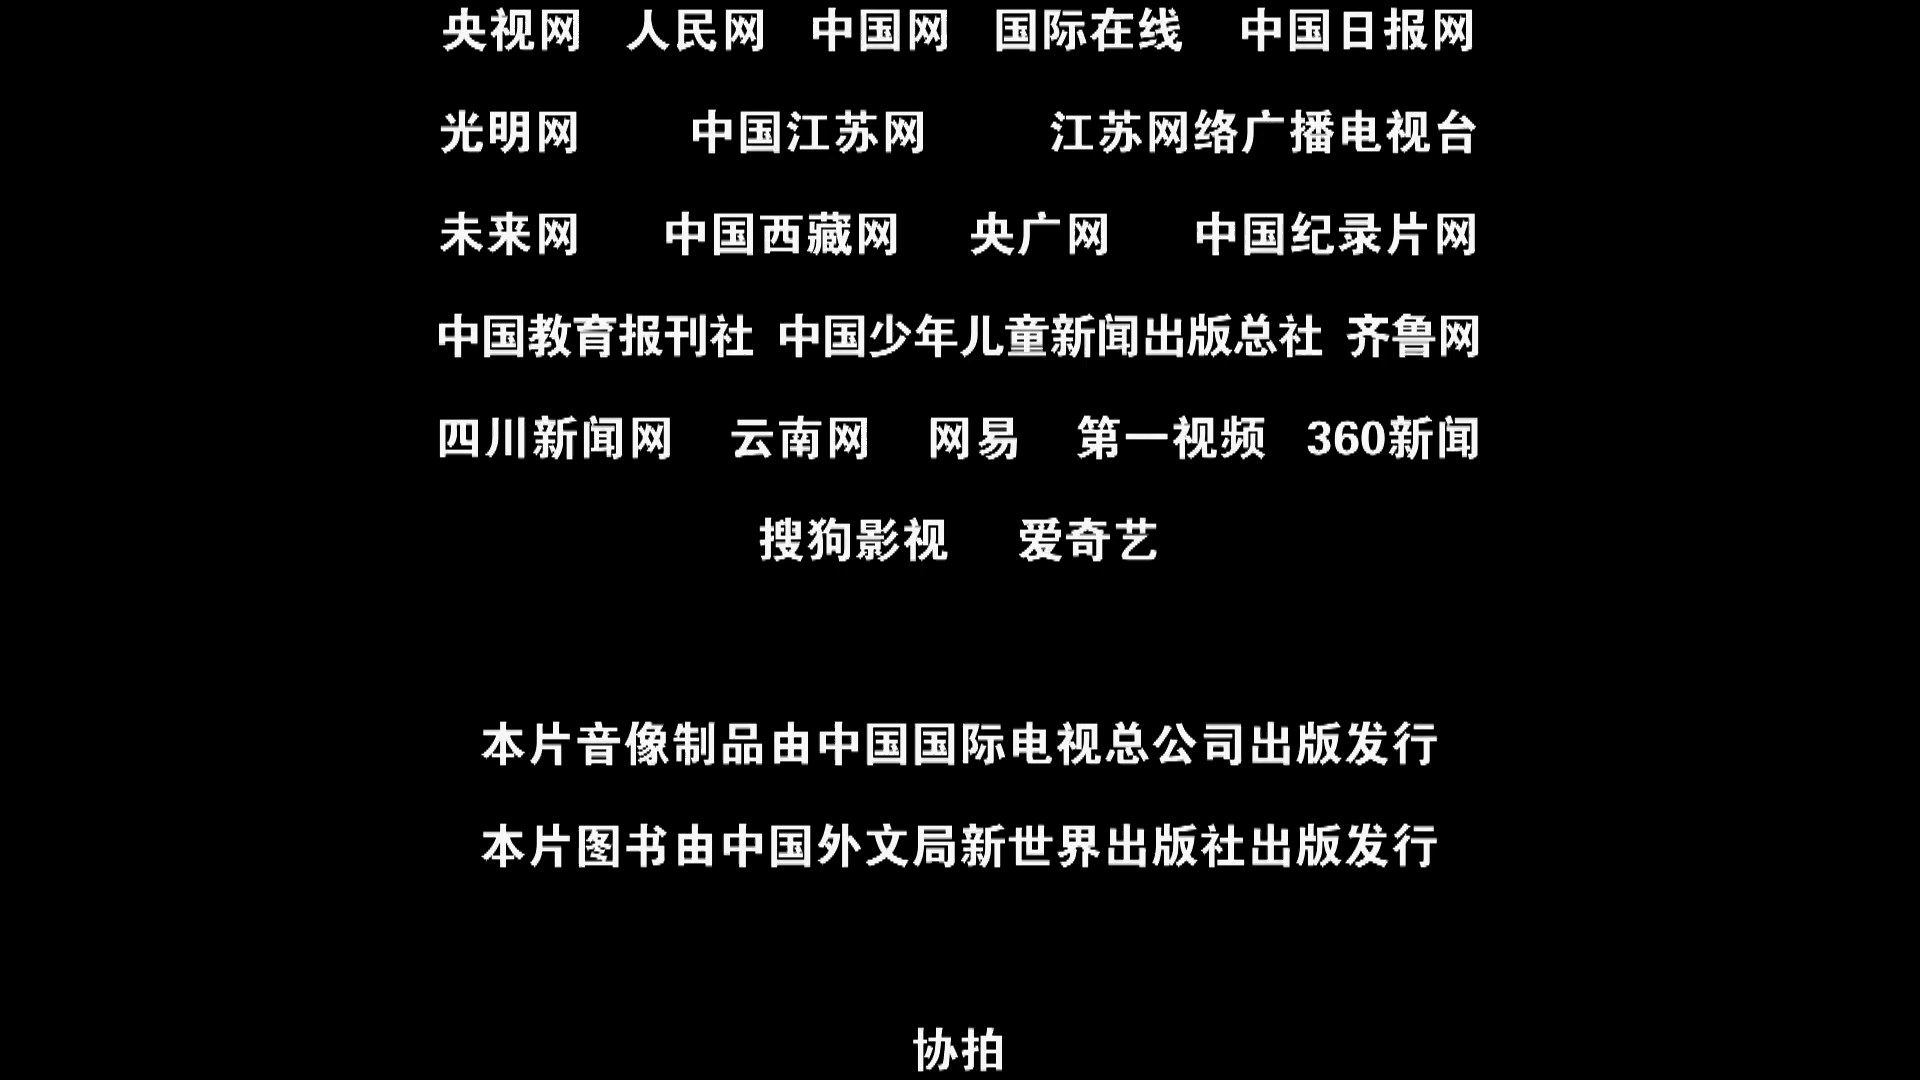 央视网 人民网 中国网 国际在线 中国日报网
光明网 中国江苏网 江苏网络广播电视台
未来网 中国西藏网 央广网 中国纪录片网
中国教育报刊社 中国少年儿童新闻出版总社 齐鲁网
四川新闻网 云南网 网易 第一视频 360新闻
搜狗影视 爱奇艺
本片音像制品由中国国际电视总公司出版发行
本片图书由中国外文局新世界出版社出版发行
协拍